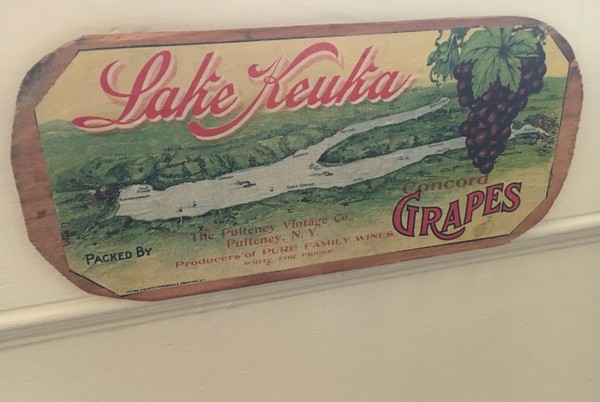 Lake Keuka
Concord
GRAPES
PACKED BY
The Pulteney Vintage Co.,
Pulteney, N. Y.
Producers of PURE FAMILY WINES
WRITE FOR PRICES